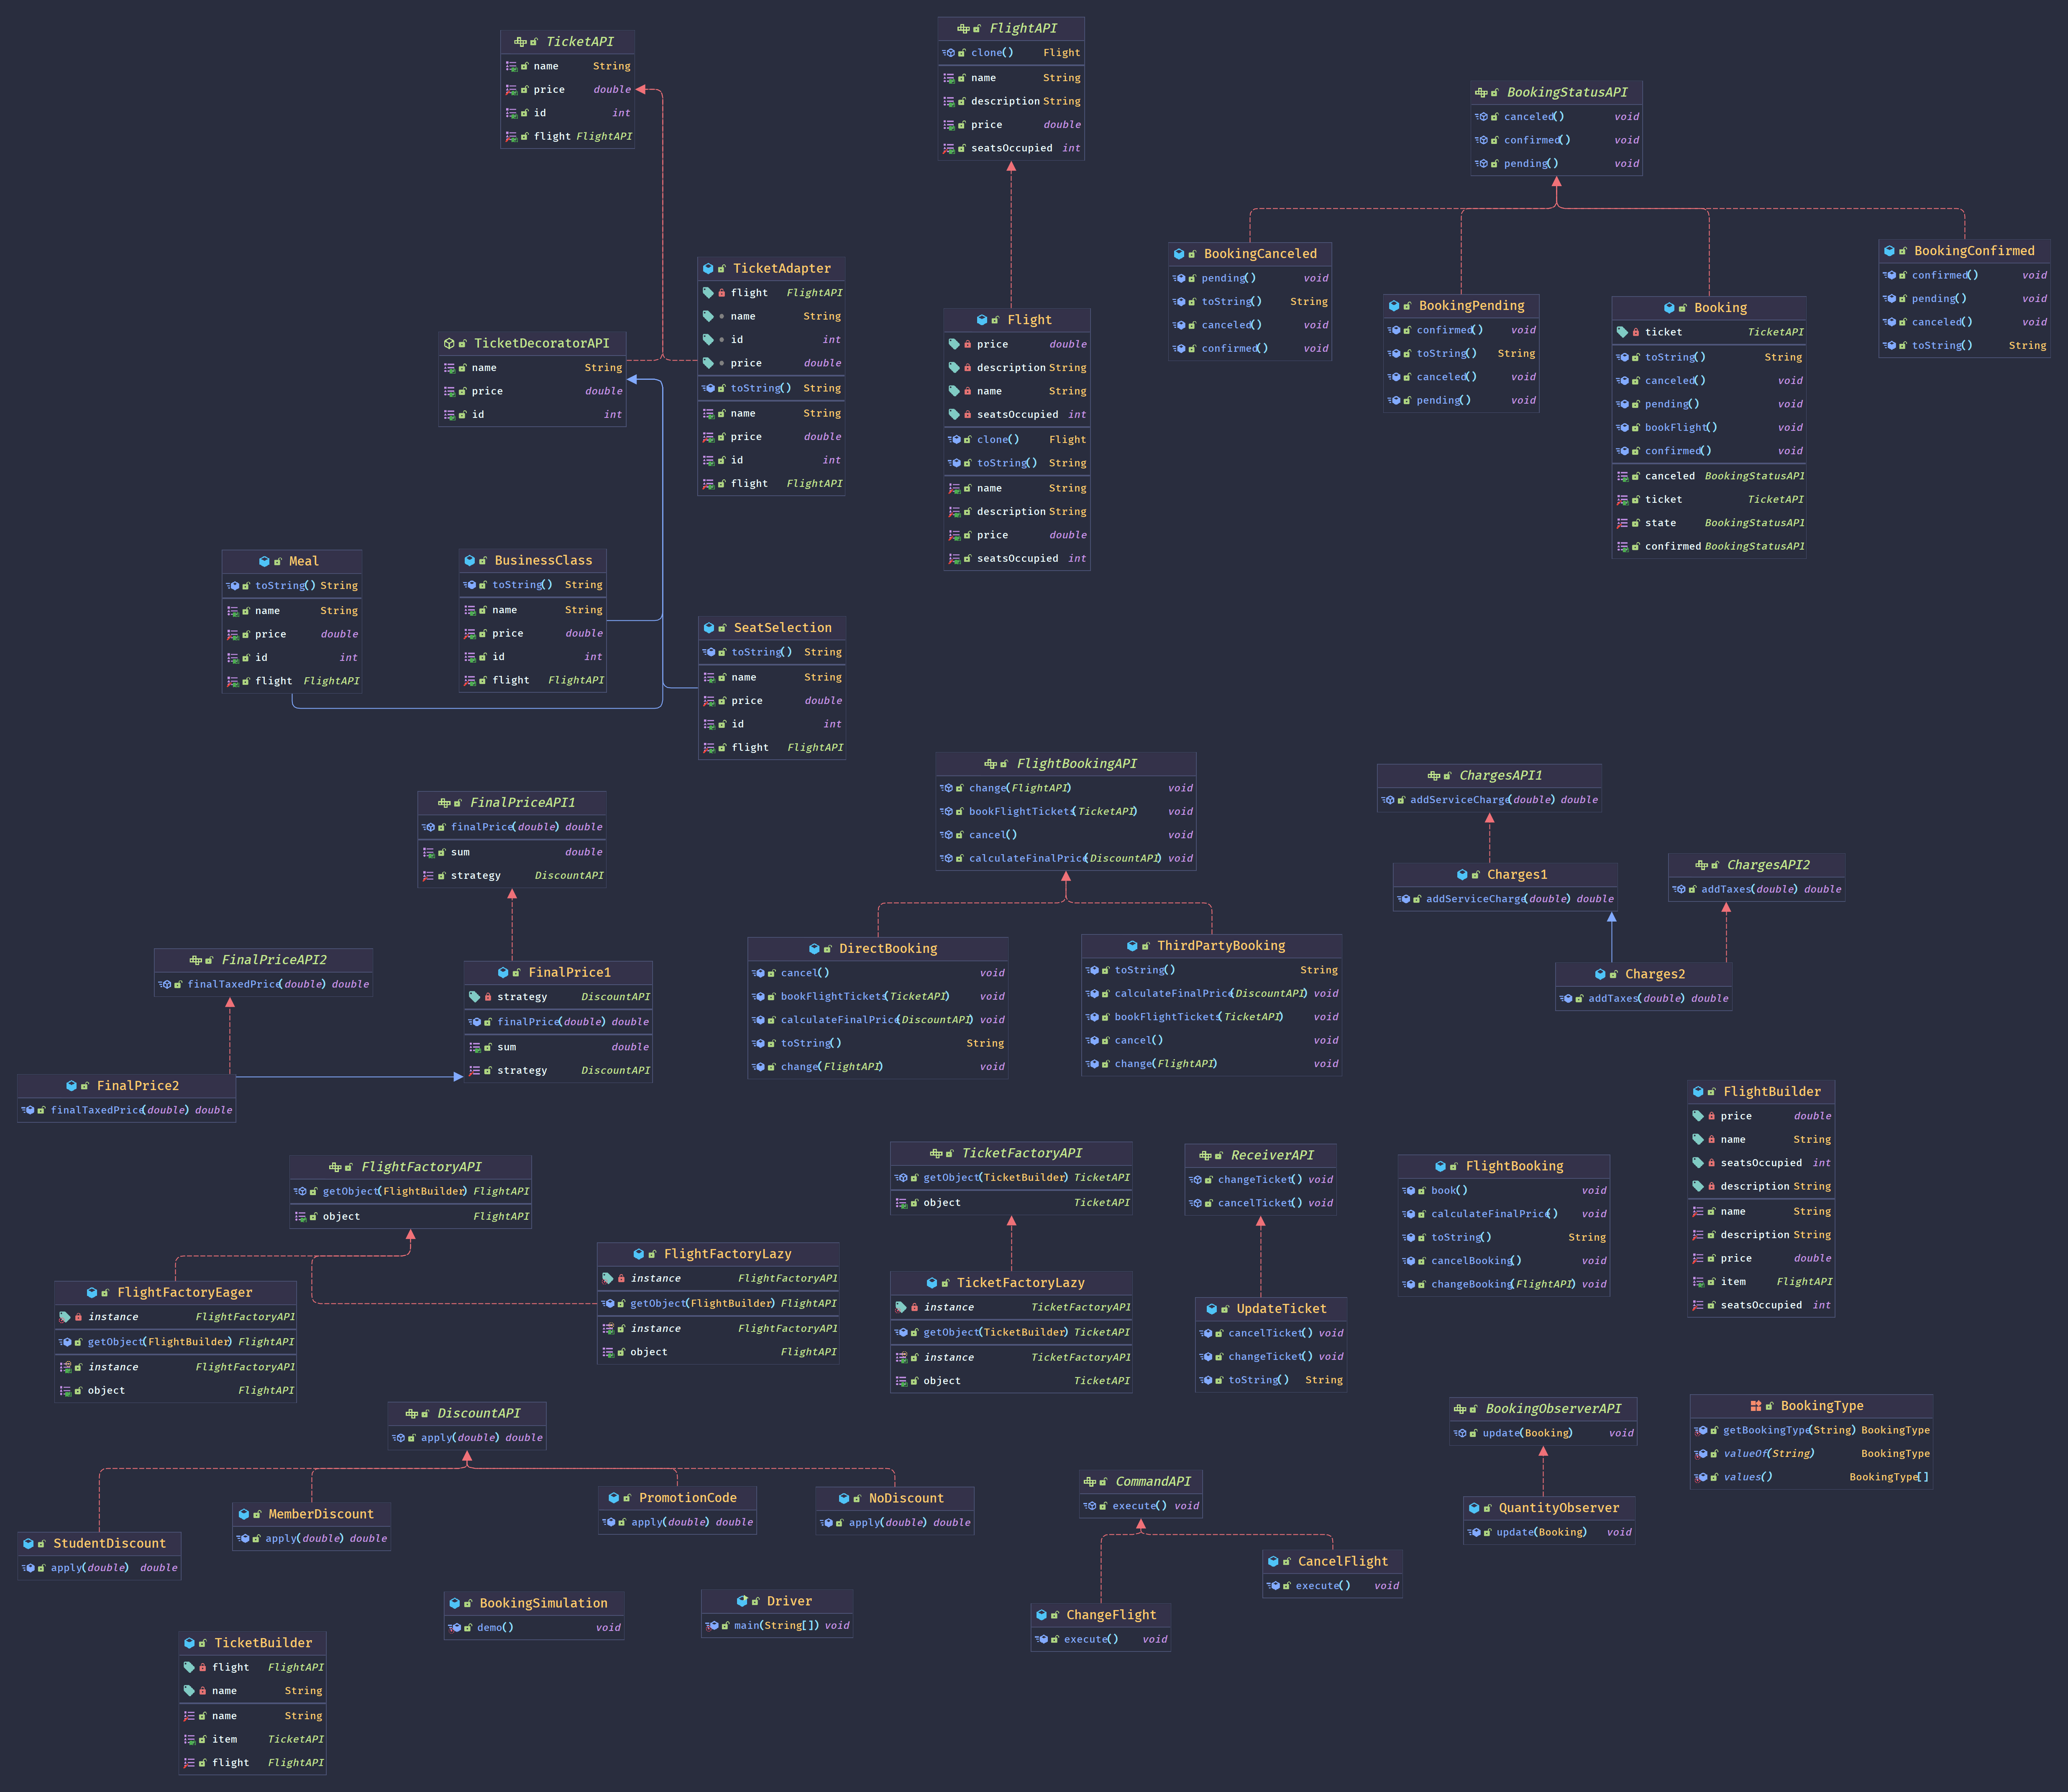 TicketAPI
name String
price double
id int
flight FlightAPI
FlightAPI
clone() Flight
name String
description String
price double
seatsOccupied int
BookingStatusAPI
canceled() void
confirmed() void
pending() void
TicketAdapter
flight FlightAPI
name String
id int
price double
toString() String
name String
price double
id int
flight FlightAPI
TicketDecoratorAPI
name String
price double
id int
Flight
price double
description String
name String
seatsOccupied int
clone() Flight
toString() String
name String
description String
price double
seatsOccupied int
BookingCanceled
pending() void
toString() String
canceled() void
confirmed() void
BookingPending
confirmed() void
toString() String
canceled() void
pending() void
Booking
ticket TicketAPI
toString() String
canceled() void
pending() void
bookFlight() void
confirmed() void
canceled BookingStatusAPI
ticket TicketAPI
state BookingStatusAPI
confirmed BookingStatusAPI
BookingConfirmed
confirmed() void
pending() void
canceled() void
toString() String
Meal
toString() String
name String
price double
id int
flight FlightAPI
BusinessClass
toString() String
name String
price double
id int
flight FlightAPI
SeatSelection
toString() String
name String
price double
id int
flight FlightAPI
FinalPriceAPI1
finalPrice(double) double
sum double
strategy DiscountAPI
FlightBookingAPI
change(FlightAPI) void
bookFlightTickets(TicketAPI) void
cancel() void
calculateFinalPrice(DiscountAPI) void
ChargesAPI1
addServiceCharge(double) double
Charges1
addServiceCharge(double) double
ChargesAPI2
addTaxes(double) double
Charges2
addTaxes(double) double
FinalPriceAPI2
finalTaxedPrice(double) double
FinalPrice1
strategy DiscountAPI
finalPrice(double) double
sum double
strategy DiscountAPI
FinalPrice2
finalTaxedPrice(double) double
DirectBooking
cancel() void
bookFlightTickets(TicketAPI) void
calculateFinalPrice(DiscountAPI) void
toString() String
change(FlightAPI) void
ThirdPartyBooking
toString() String
calculateFinalPrice(DiscountAPI) void
bookFlightTickets(TicketAPI) void
cancel() void
change(FlightAPI) void
FlightBuilder
price double
name String
seatsOccupied int
description String
name String
description String
price double
item FlightAPI
seatsOccupied int
FlightFactoryAPI
getObject(FlightBuilder) FlightAPI
object FlightAPI
TicketFactoryAPI
getObject(TicketBuilder) TicketAPI
object TicketAPI
ReceiverAPI
changeTicket() void
cancelTicket() void
FlightBooking
book() void
calculateFinalPrice() void
toString() String
cancelBooking() void
changeBooking(FlightAPI) void
FlightFactoryEager
instance FlightFactoryAPI
getObject(FlightBuilder) FlightAPI
instance FlightFactoryAPI
object FlightAPI
FlightFactoryLazy
instance FlightFactoryAPI
getObject(FlightBuilder) FlightAPI
instance FlightFactoryAPI
object FlightAPI
TicketFactoryLazy
instance TicketFactoryAPI
getObject(TicketBuilder) TicketAPI
instance TicketFactoryAPI
object TicketAPI
UpdateTicket
cancelTicket() void
changeTicket() void
toString() String
DiscountAPI
apply(double) double
BookingObserverAPI
update(Booking) void
BookingType
getBookingType(String) BookingType
valueOf(String) BookingType
values() BookingType[]
StudentDiscount
apply(double) double
MemberDiscount
apply(double) double
PromotionCode
apply(double) double
NoDiscount
apply(double) double
CommandAPI
execute() void
QuantityObserver
update(Booking) void
CancelFlight
execute() void
ChangeFlight
execute() void
BookingSimulation
demo() void
Driver
main(String[]) void
TicketBuilder
flight FlightAPI
name String
name String
item TicketAPI
flight FlightAPI